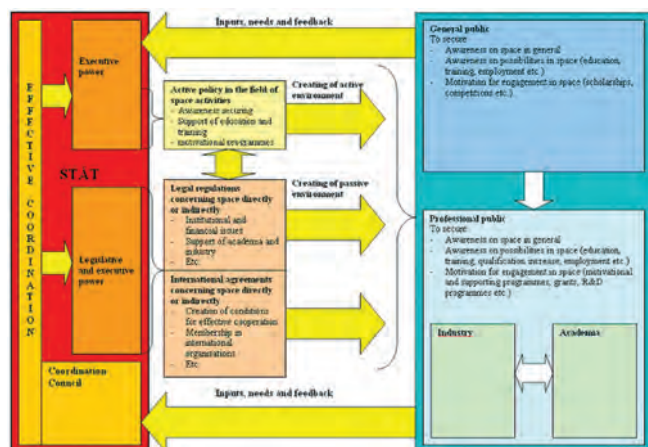 Inputs, needs and feedback
EFFECTIVE COORDINATION
Executive
power
STÁT
Legislative and executive
power
Coordination
Council
Active policy in the field of
space activities
- Awareness securing
- Support of education and
training
- motivational programmes
Creating of active
environment
Legal regulations
concerning space directly
or indirectly
- Institutional and
financial issues
- Support of academia and
industry
- Etc.
Creating of passive
environment
International agreements
concerning space directly or
indirectly
- Creation of conditions
for effective cooperation
- Membership in
international
organisations
- Etc
General public
To secure
- Awareness on space in general
- Awareness on possibilities in space (education,
training, employment etc.)
- Motivation for engagement in space (scholarships,
competitions etc.)
Professional public
To secure
- Awareness on space in general
- Awareness on possibilities in space (education,
training, qualification increase, employment etc.)
- Motivation for engagement in space (motivational
and supporting programmes, grants, R&D
programmes etc.)
Industry
Academia
Inputs, needs and feedback